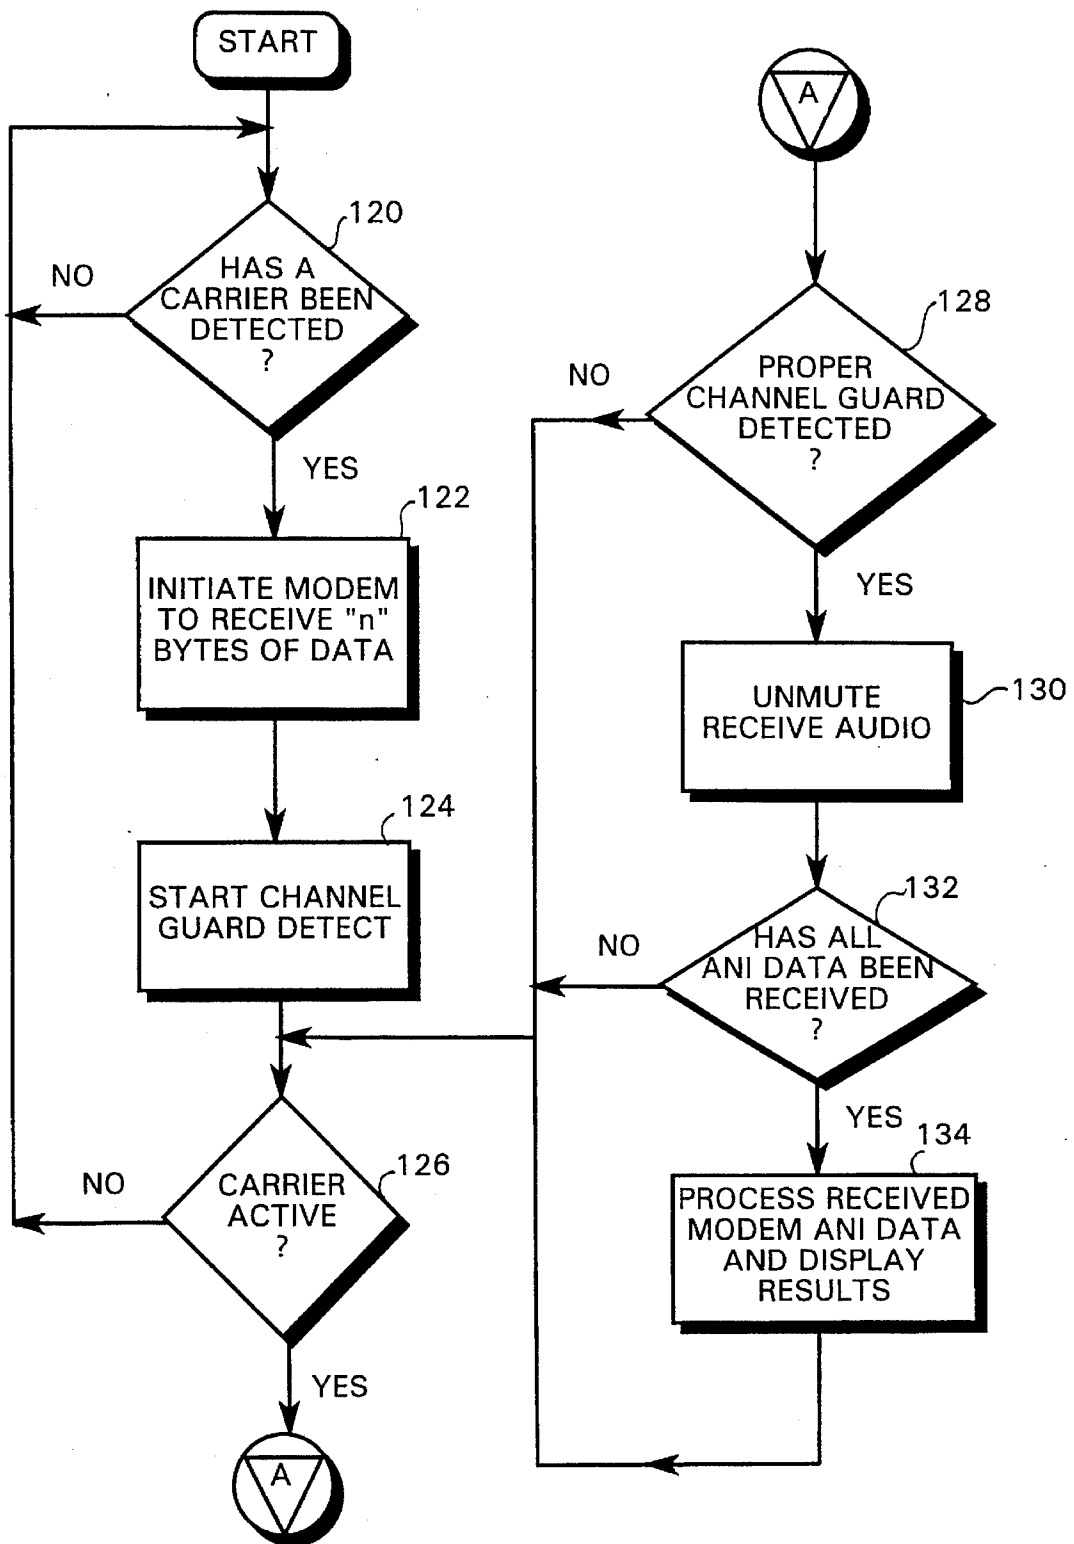 START
120
HAS A
CARRIER BEEN
DETECTED
?
NO
YES
122
INITIATE MODEM
TO RECEIVE "n"
BYTES OF DATA
124
START CHANNEL
GUARD DETECT
126
CARRIER
ACTIVE
?
NO
YES
A
A
128
PROPER
CHANNEL GUARD
DETECTED
?
NO
YES
UNMUTE
RECEIVE AUDIO
130
132
HAS ALL
ANI DATA BEEN
RECEIVED
?
NO
YES
134
PROCESS RECEIVED
MODEM ANI DATA
AND DISPLAY
RESULTS